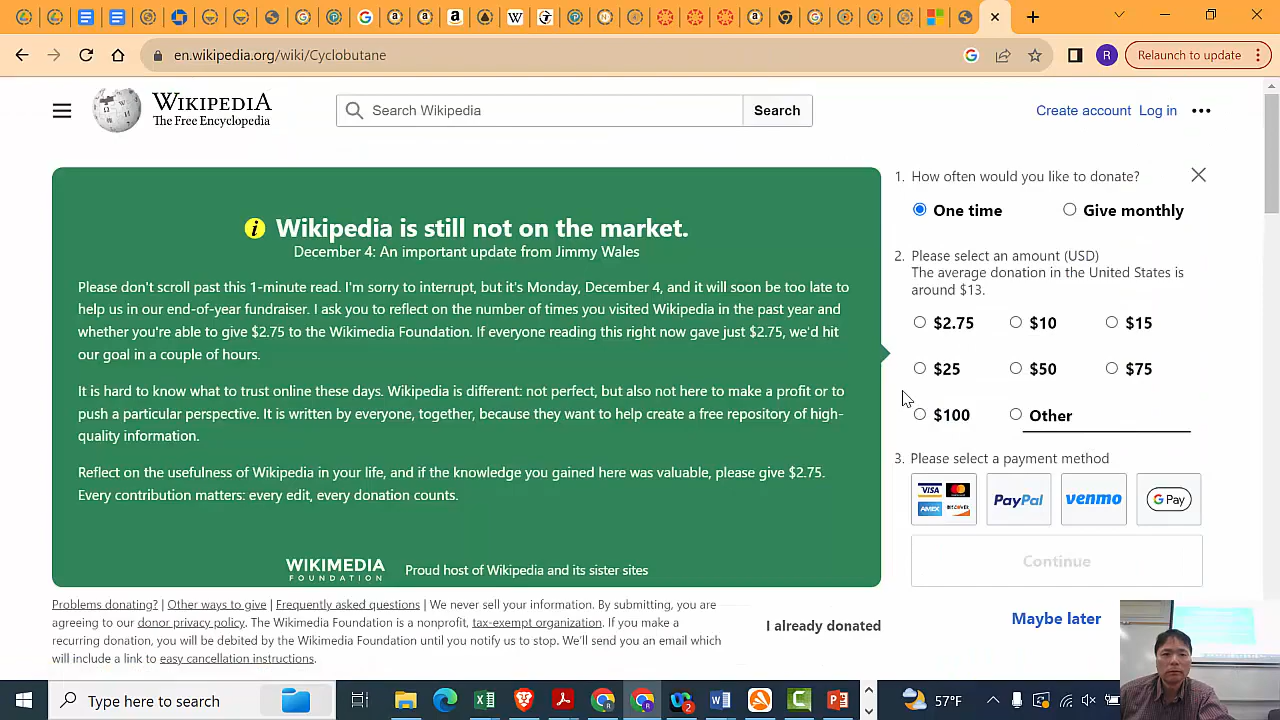 en.wikipedia.org/wiki/Cyclobutane
R
Relaunch to update
WIKIPEDIA
The Free Encyclopedia
Search Wikipedia
Search
Create account Log in
i Wikipedia is still not on the market.
December 4: An important update from Jimmy Wales
Please don't scroll past this 1-minute read. I'm sorry to interrupt, but it's Monday, December 4, and it will soon be too late to
help us in our end-of-year fundraiser. I ask you to reflect on the number of times you visited Wikipedia in the past year and
whether you're able to give $2.75 to the Wikimedia Foundation. If everyone reading this right now gave just $2.75, we'd hit
our goal in a couple of hours.
It is hard to know what to trust online these days. Wikipedia is different: not perfect, but also not here to make a profit or to
push a particular perspective. It is written by everyone, together, because they want to help create a free repository of high-
quality information.
Reflect on the usefulness of Wikipedia in your life, and if the knowledge you gained here was valuable, please give $2.75.
Every contribution matters: every edit, every donation counts.
WIKIMEDIA
FOUNDATION
Proud host of Wikipedia and its sister sites
1. How often would you like to donate?
One time Give monthly
2. Please select an amount (USD)
The average donation in the United States is
around $13.
$2.75 $10 $15
$25 $50 $75
$100 Other
3. Please select a payment method
VISA
AMEX DISCOVER
PayPal
venmo
G Pay
Continue
Maybe later
Problems donating? | Other ways to give | Frequently asked questions | We never sell your information. By submitting, you are
agreeing to our donor privacy policy. The Wikimedia Foundation is a nonprofit, tax-exempt organization. If you make a
recurring donation, you will be debited by the Wikimedia Foundation until you notify us to stop. We'll send you an email which
will include a link to easy cancellation instructions.
I already donated
Type here to search
57°F